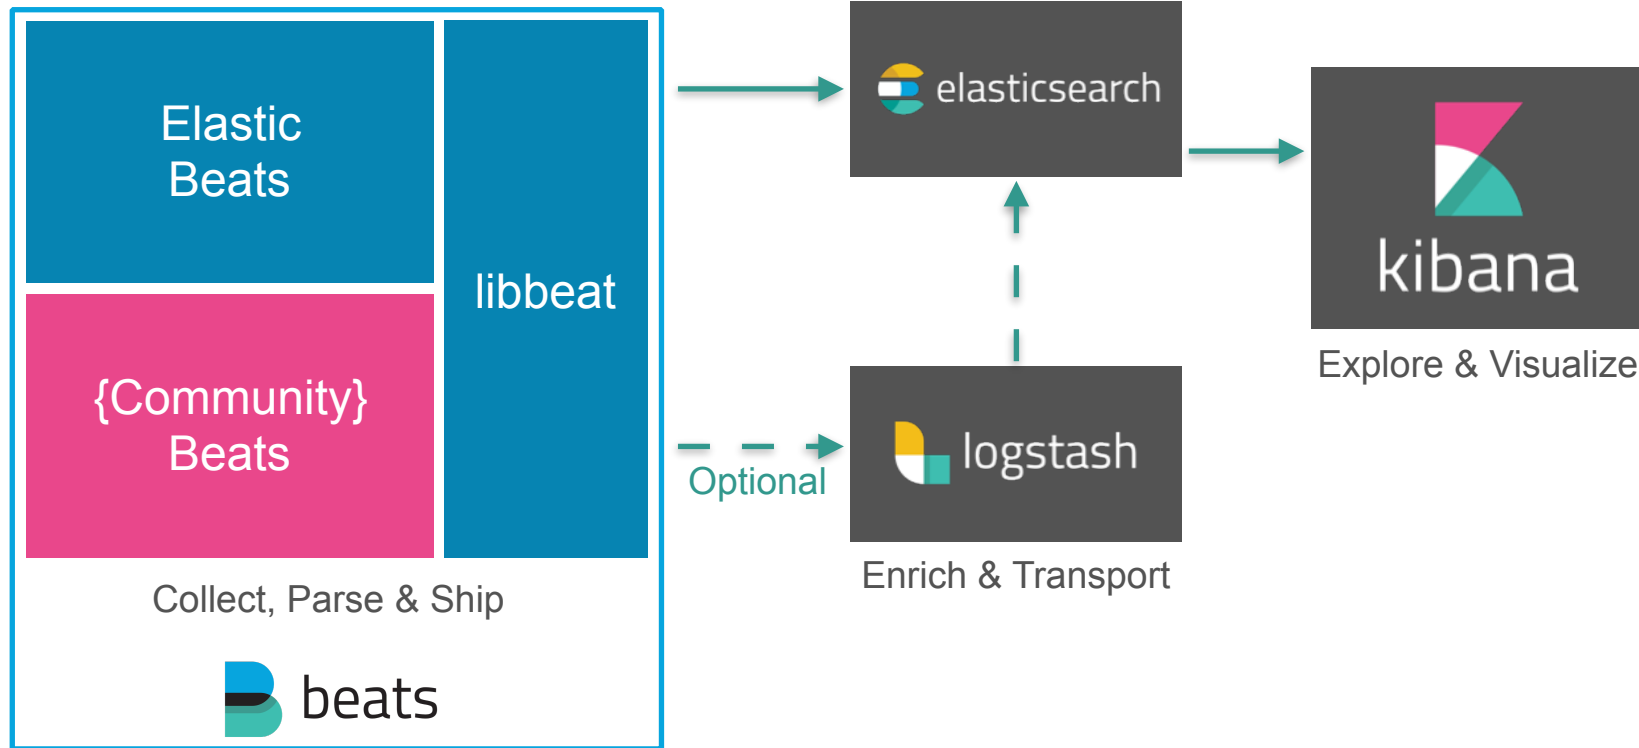 Elastic
Beats
{Community}
Beats
libbeat
Collect, Parse & Ship
beats
Optional
elasticsearch
logstash
Enrich & Transport
kibana
Explore & Visualize